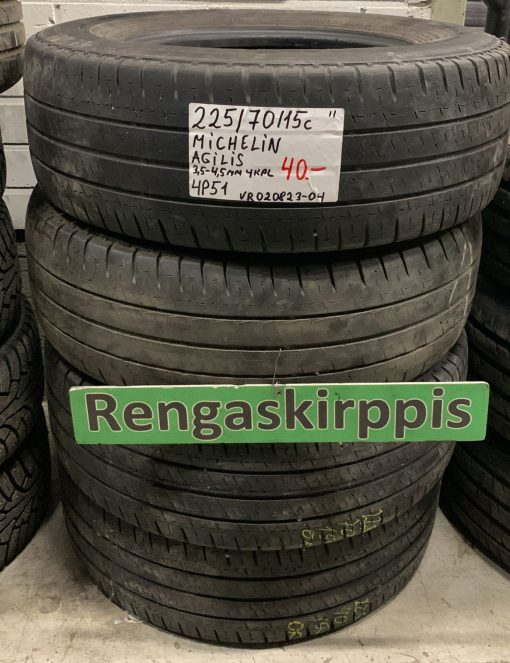 225/70/15c "
MiCHELiN
AGiLiS
3,5-4,5mm 4KPL 40.-
4P51 VR020823-04
Rengaskirppis